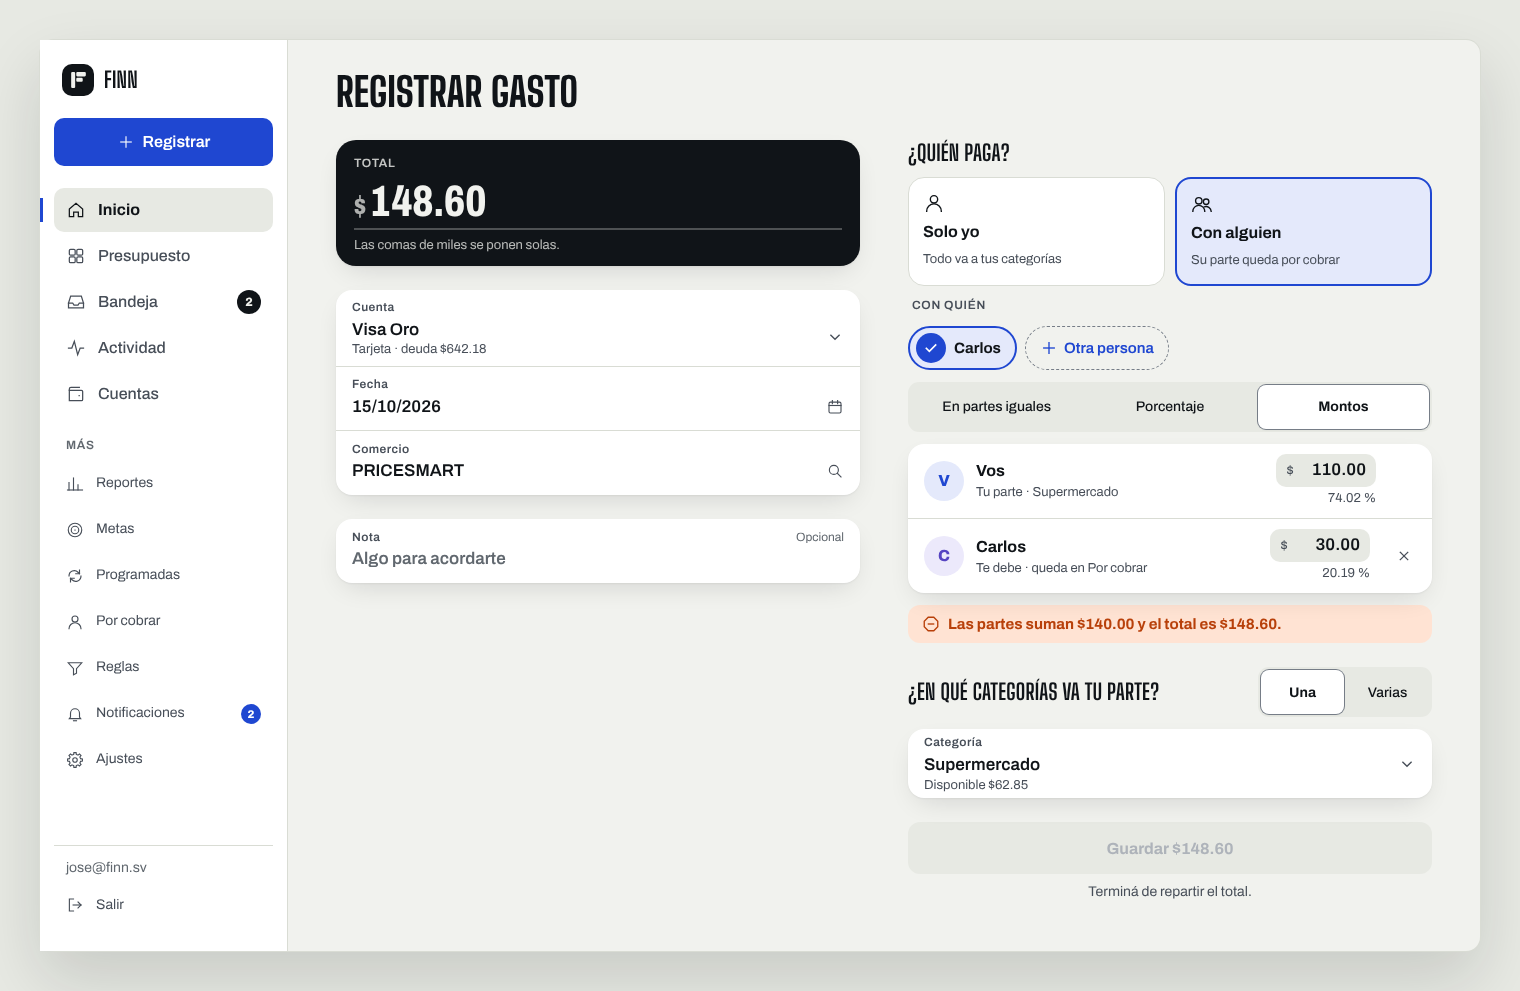 FINN
Registrar
Inicio
Presupuesto
Bandeja 2
Actividad
Cuentas
MÁS
Reportes
Metas
Programadas
Por cobrar
Reglas
Notificaciones 2
Ajustes
jose@finn.sv
Salir
REGISTRAR GASTO
TOTAL
$ 148.60
Las comas de miles se ponen solas.
Cuenta
Visa Oro
Tarjeta · deuda $642.18
Fecha
15/10/2026
Comercio
PRICESMART
Nota Opcional
Algo para acordarte
¿QUIÉN PAGA?
Solo yo
Todo va a tus categorías
Con alguien
Su parte queda por cobrar
CON QUIÉN
Carlos
Otra persona
En partes iguales Porcentaje Montos
V
Vos
Tu parte · Supermercado
$ 110.00
74.02 %
C
Carlos
Te debe · queda en Por cobrar
$ 30.00
20.19 %
Las partes suman $140.00 y el total es $148.60.
¿EN QUÉ CATEGORÍAS VA TU PARTE?
Una Varias
Categoría
Supermercado
Disponible $62.85
Guardar $148.60
Terminá de repartir el total.